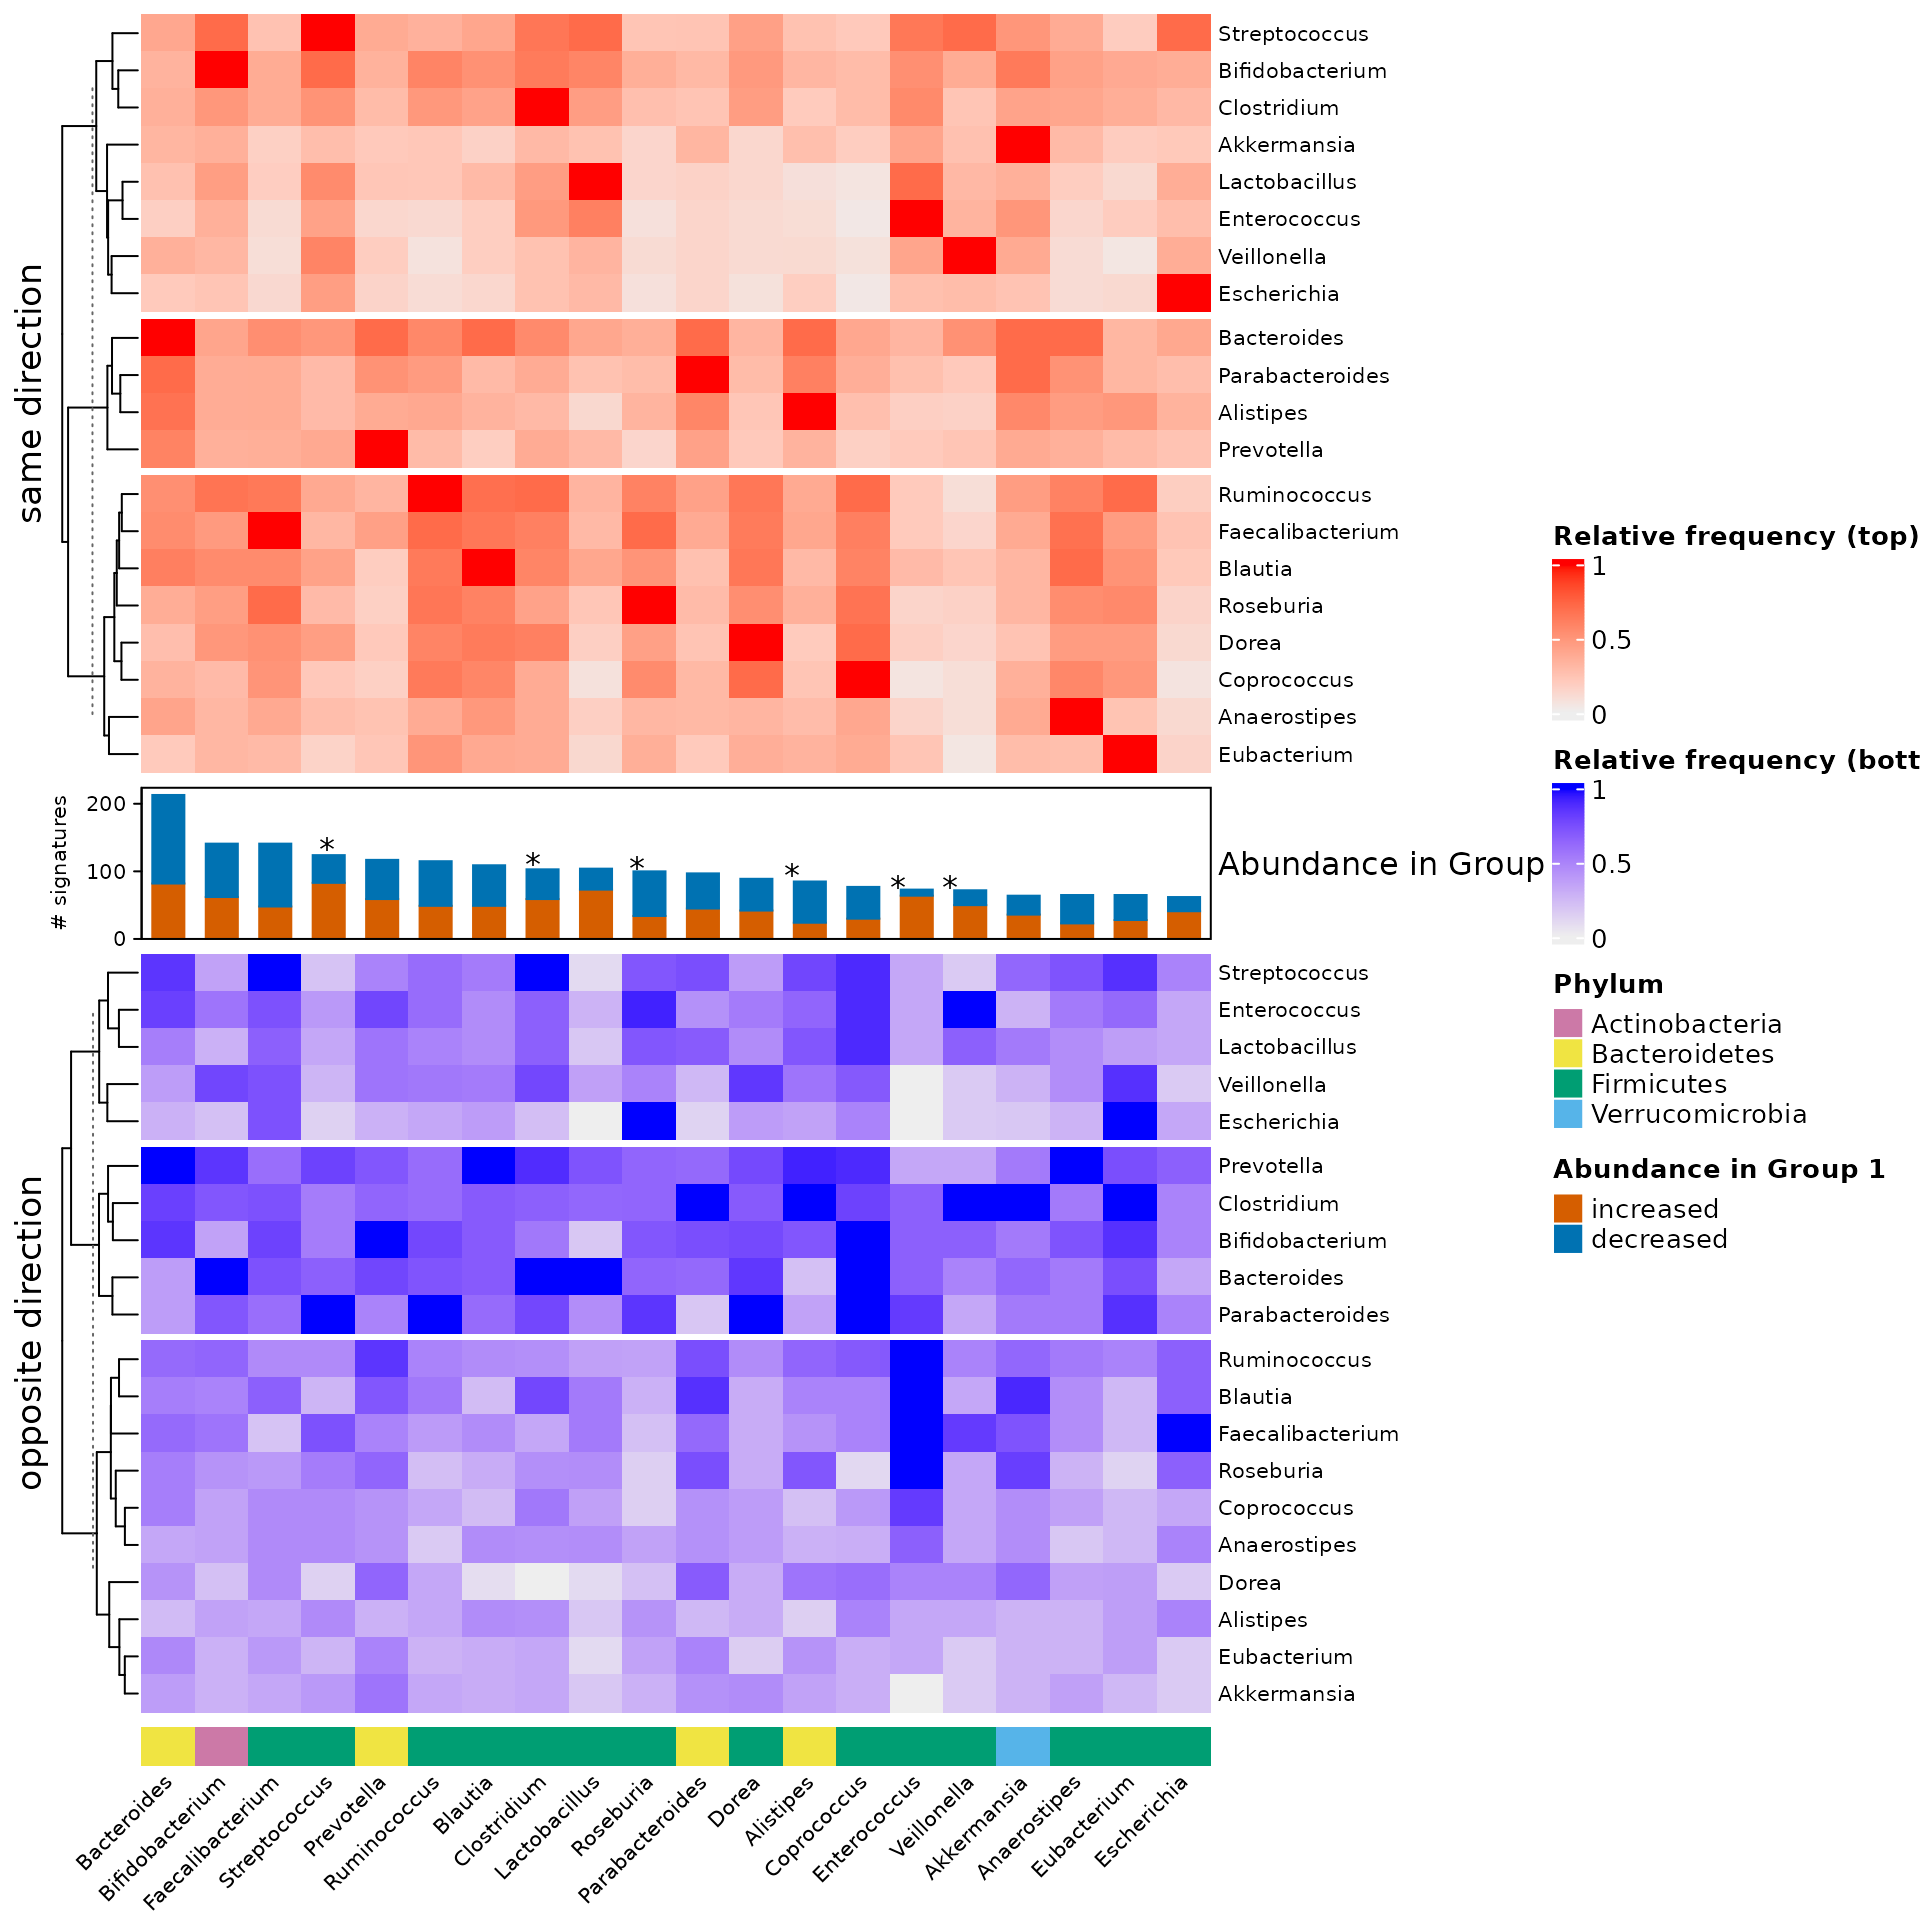 same direction
Streptococcus
Bifidobacterium
Clostridium
Akkermansia
Lactobacillus
Enterococcus
Veillonella
Escherichia
Bacteroides
Parabacteroides
Alistipes
Prevotella
Ruminococcus
Faecalibacterium
Blautia
Roseburia
Dorea
Coprococcus
Anaerostipes
Eubacterium
# signatures
200
100
0
*
*
*
*
*
*
Abundance in Group
opposite direction
Streptococcus
Enterococcus
Lactobacillus
Veillonella
Escherichia
Prevotella
Clostridium
Bifidobacterium
Bacteroides
Parabacteroides
Ruminococcus
Blautia
Faecalibacterium
Roseburia
Coprococcus
Anaerostipes
Dorea
Alistipes
Eubacterium
Akkermansia
Bacteroides
Bifidobacterium
Faecalibacterium
Streptococcus
Prevotella
Ruminococcus
Blautia
Clostridium
Lactobacillus
Roseburia
Parabacteroides
Dorea
Alistipes
Coprococcus
Enterococcus
Veillonella
Akkermansia
Anaerostipes
Eubacterium
Escherichia
Relative frequency (top)
1
0.5
0
Relative frequency (bott
1
0.5
0
Phylum
Actinobacteria
Bacteroidetes
Firmicutes
Verrucomicrobia
Abundance in Group 1
increased
decreased